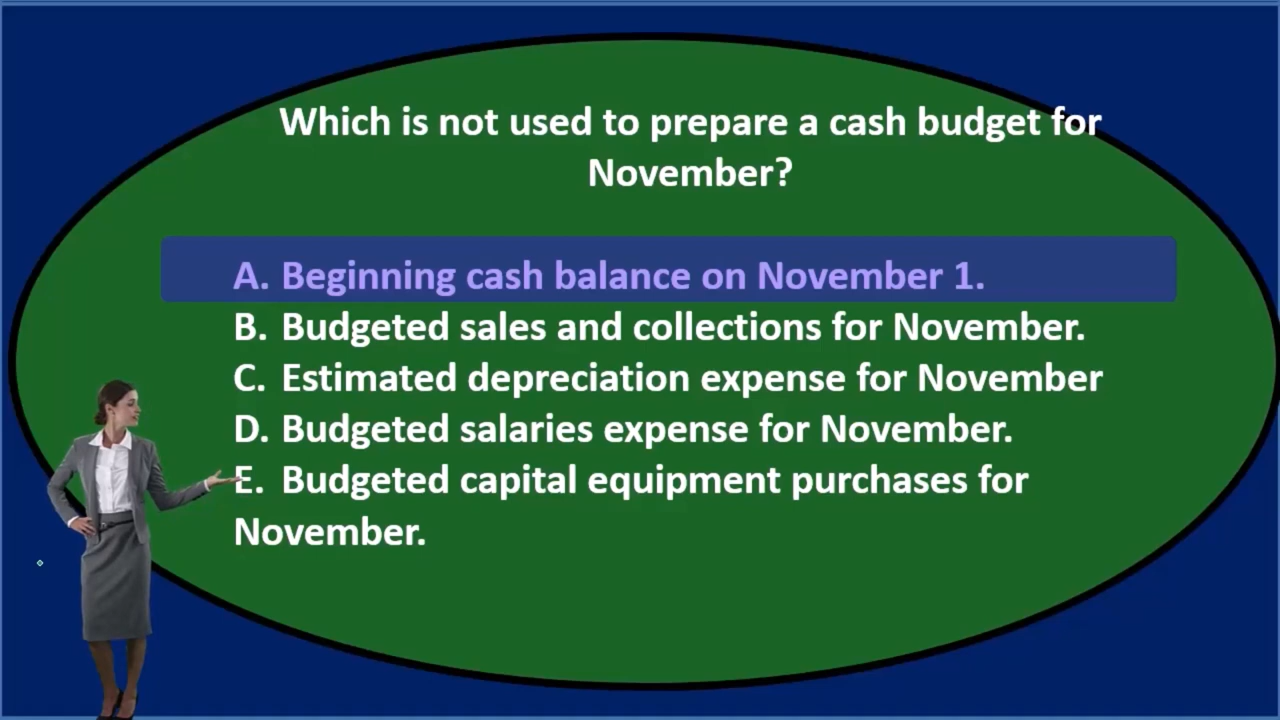 Which is not used to prepare a cash budget for
November?
A. Beginning cash balance on November 1.
B. Budgeted sales and collections for November.
C. Estimated depreciation expense for November
D. Budgeted salaries expense for November.
E. Budgeted capital equipment purchases for
November.